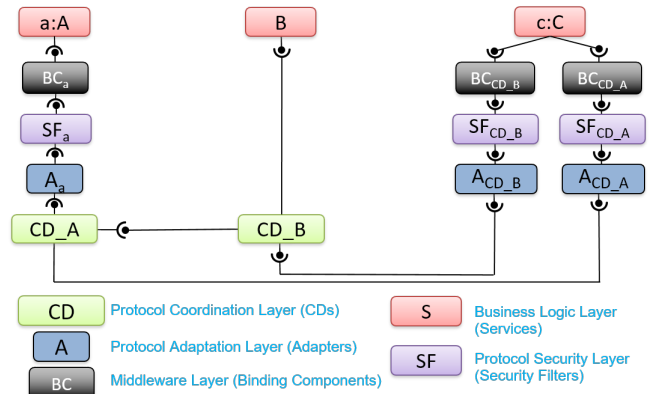 a:A
B
c:C
BCa
BCCD_B
BCCD_A
SFa
SFCD_B
SFCD_A
Aa
ACD_B
ACD_A
CD_A
CD_B
CD
Protocol Coordination Layer (CDs)
S
Business Logic Layer
(Services)
A
Protocol Adaptation Layer (Adapters)
SF
Protocol Security Layer
(Security Filters)
BC
Middleware Layer (Binding Components)